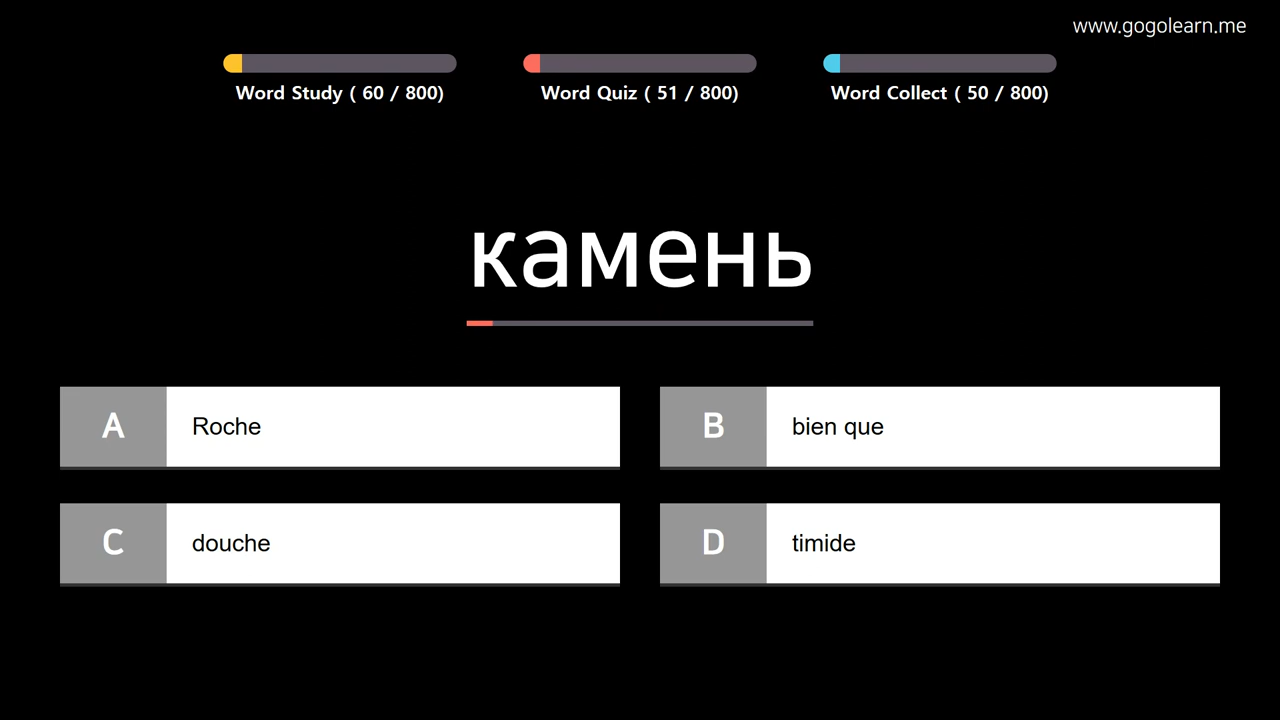 www.gogolearn.me
Word Study ( 60 / 800)
Word Quiz ( 51 / 800)
Word Collect ( 50 / 800)
камень
A Roche
B bien que
C douche
D timide